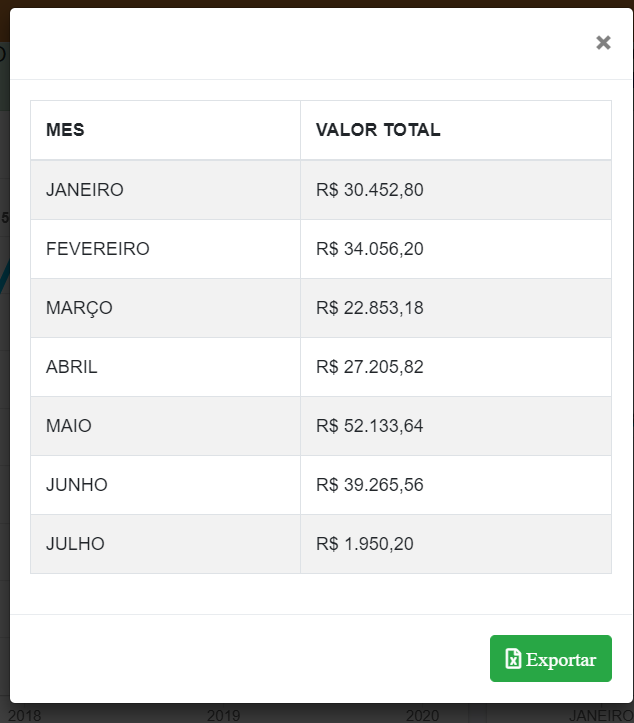 ×
MES VALOR TOTAL
JANEIRO R$ 30.452,80
FEVEREIRO R$ 34.056,20
MARÇO R$ 22.853,18
ABRIL R$ 27.205,82
MAIO R$ 52.133,64
JUNHO R$ 39.265,56
JULHO R$ 1.950,20
Exportar
2018 2019 2020 JANEIRO